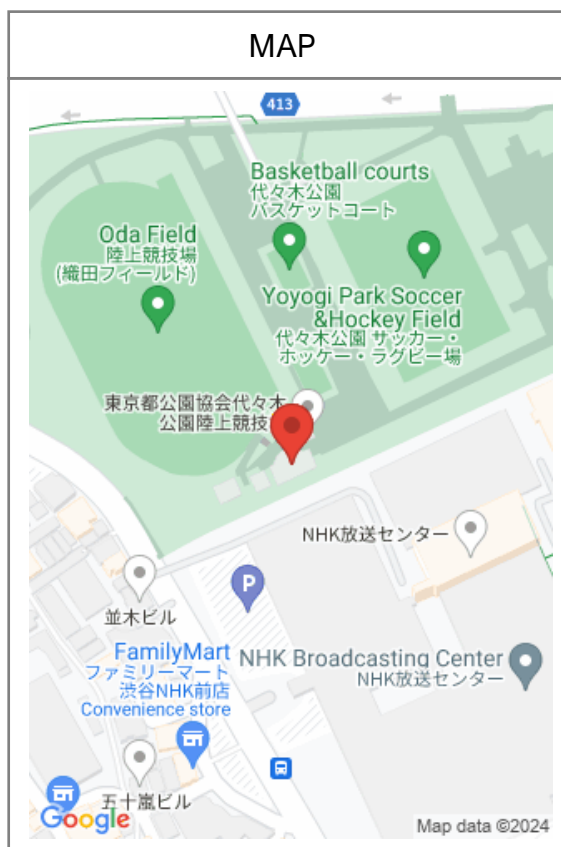 MAP
413
Basketball courts
代々木公園
バスケットコート
Oda Field
陸上競技場
(織田フィールド)
Yoyogi Park Soccer
&Hockey Field
代々木公園 サッカー・
ホッケー・ラグビー場
東京都公園協会代々木
公園陸上競技
NHK放送センター
P
並木ビル
FamilyMart
ファミリーマート
渋谷NHK前店
Convenience store
NHK Broadcasting Center
NHK放送センター
五十嵐ビル
Google
Map data ©2024